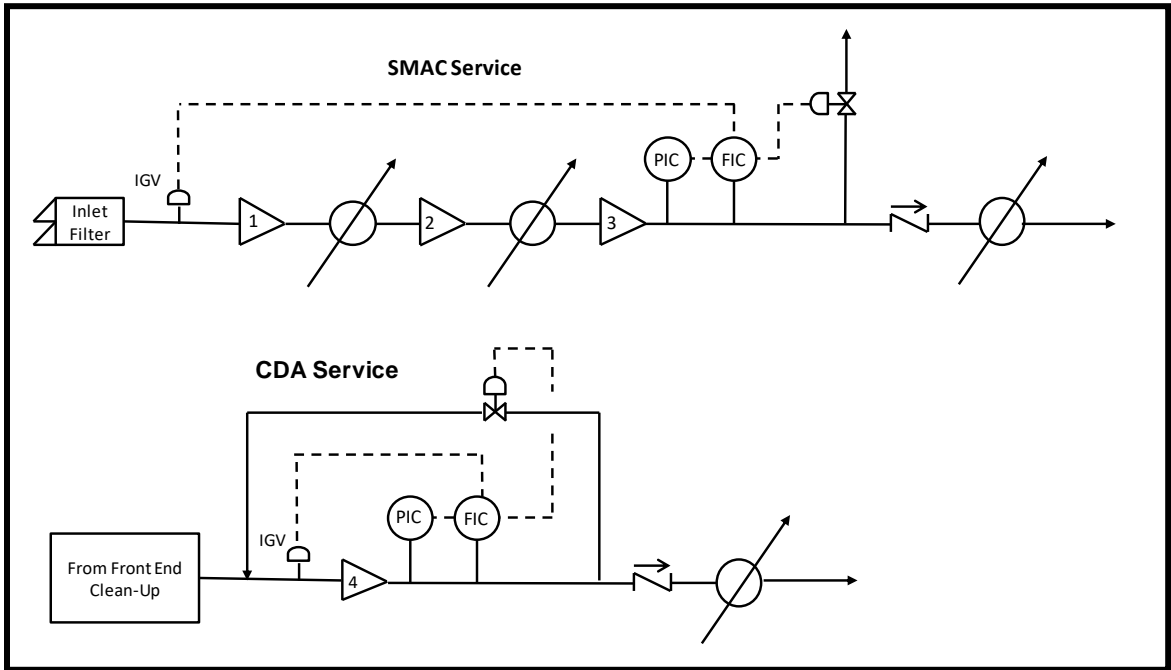 SMAC Service
PIC
FIC
IGV
Inlet
Filter
1
2
3
CDA Service
PIC
FIC
IGV
From Front End
Clean-Up
4